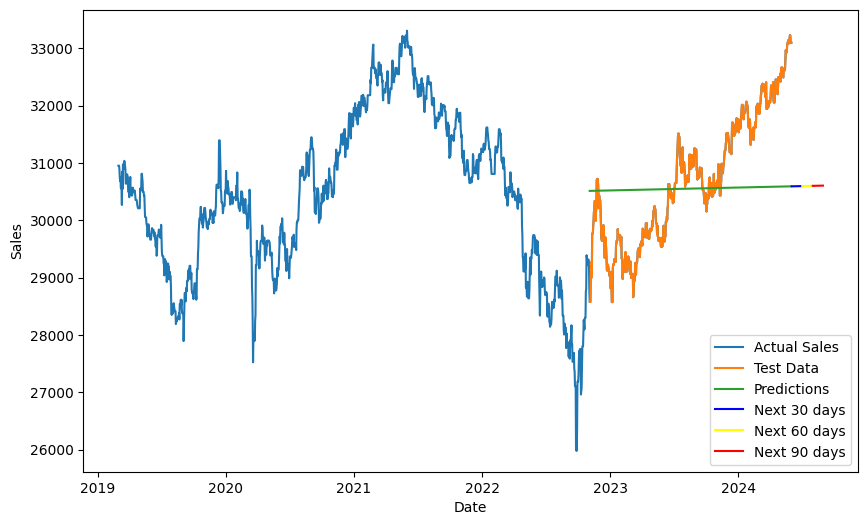 33000
32000
31000
30000
29000
28000
27000
26000
Sales
2019 2020 2021 2022 2023 2024
Date
Actual Sales
Test Data
Predictions
Next 30 days
Next 60 days
Next 90 days